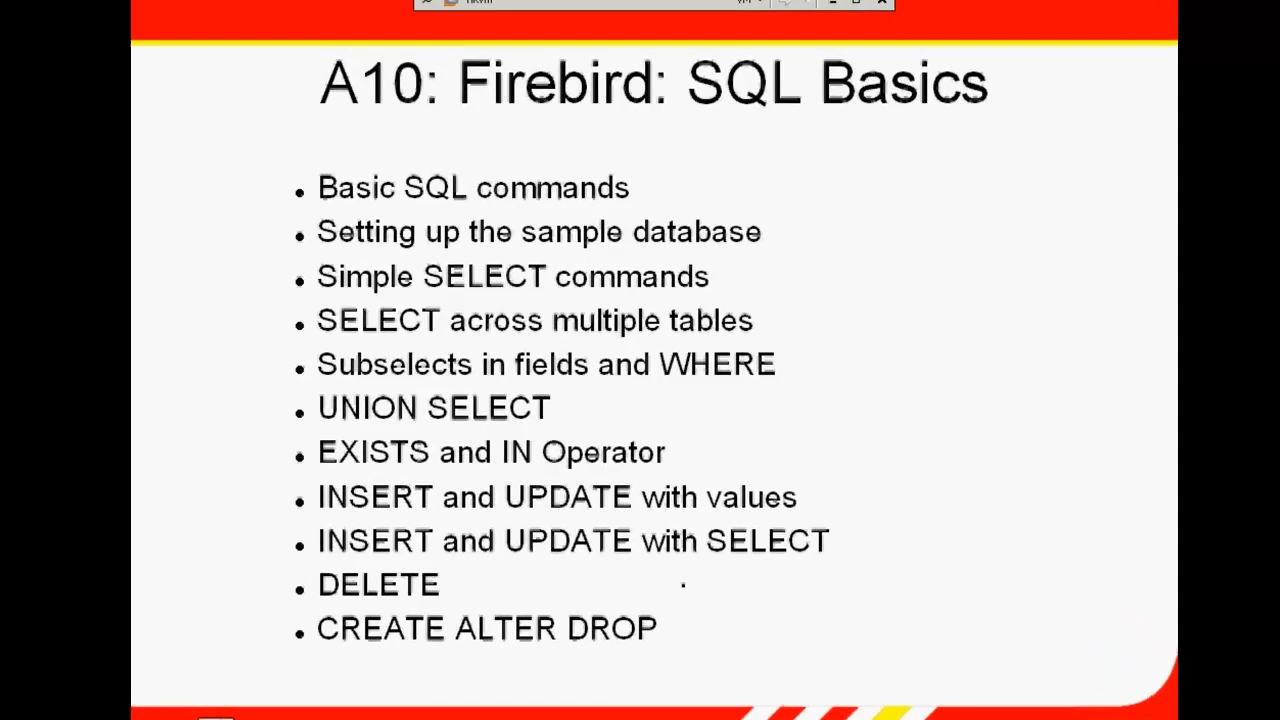 A10: Firebird: SQL Basics
Basic SQL commands
Setting up the sample database
Simple SELECT commands
SELECT across multiple tables
Subselects in fields and WHERE
UNION SELECT
EXISTS and IN Operator
INSERT and UPDATE with values
INSERT and UPDATE with SELECT
DELETE
CREATE ALTER DROP